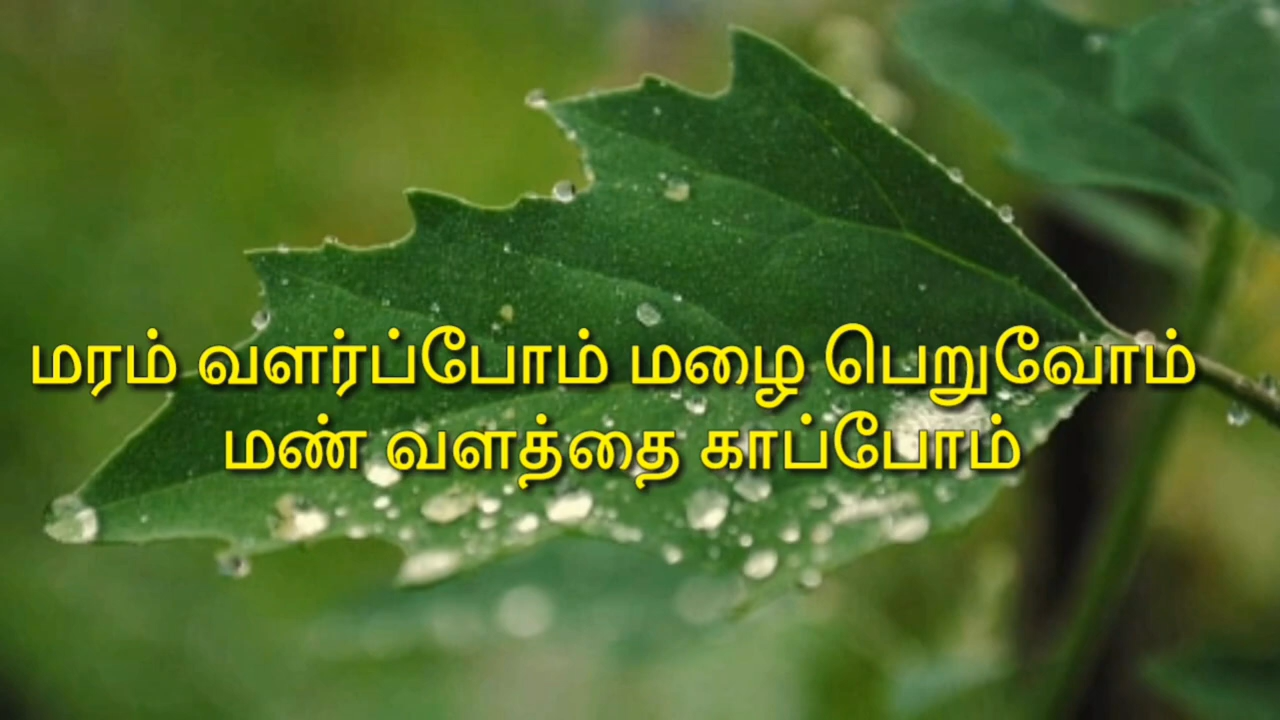 மரம் வளர்ப்போம் மழை பெறுவோம்
மண் வளத்தை காப்போம்